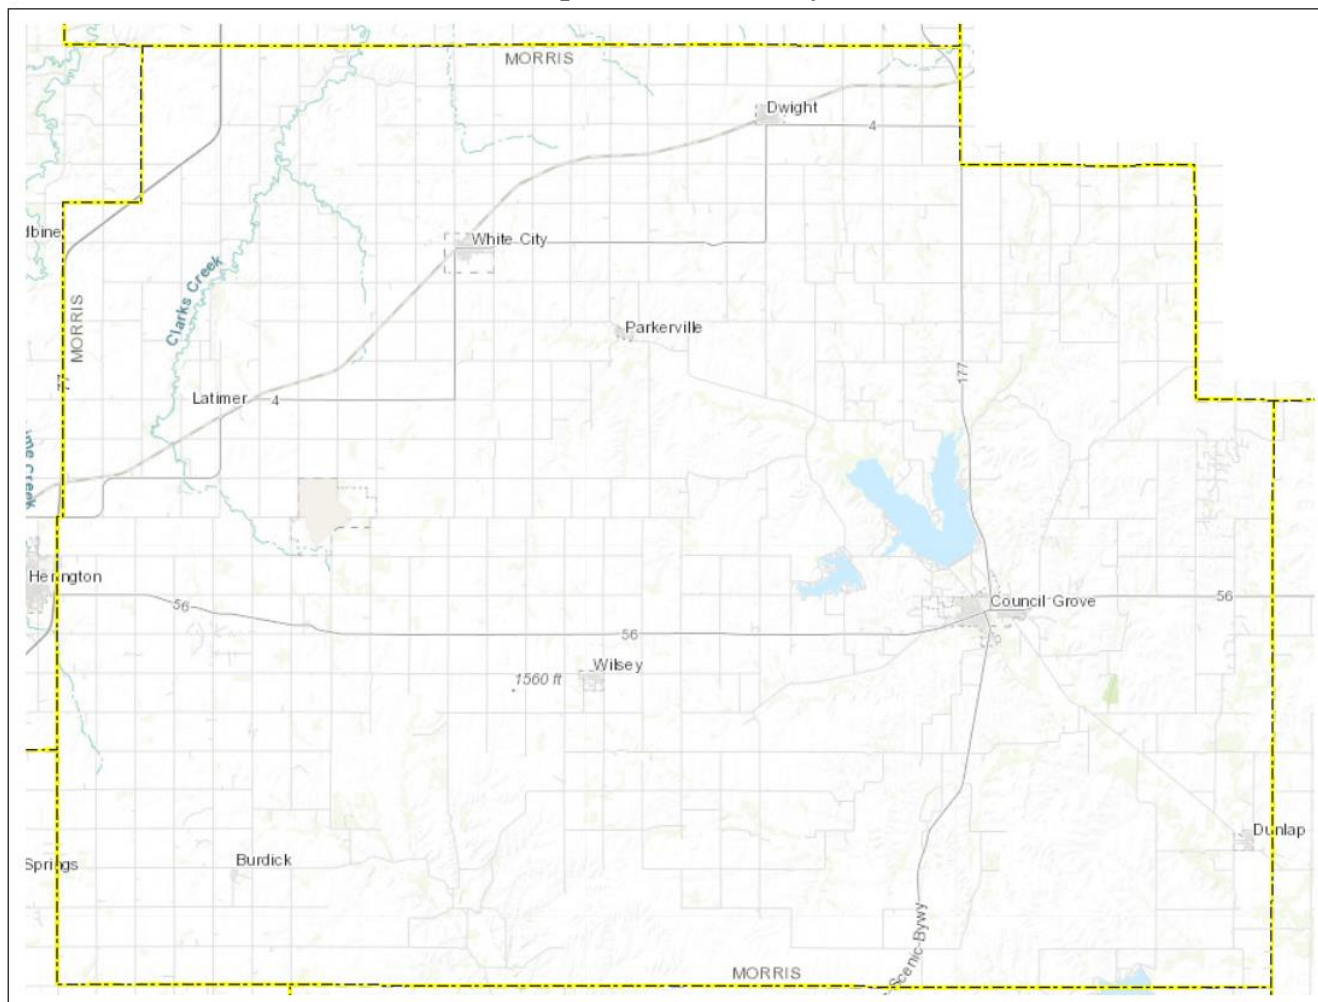 MORRIS
Dwight
4
dbine
White City
Clarks Creek
MORRIS
Parkerville
177
Latimer
4
Creek
Herington
56
Council Grove
56
56
Wilsey
1560 ft
Dunlap
Springs
Burdick
Scenic Bywy
MORRIS